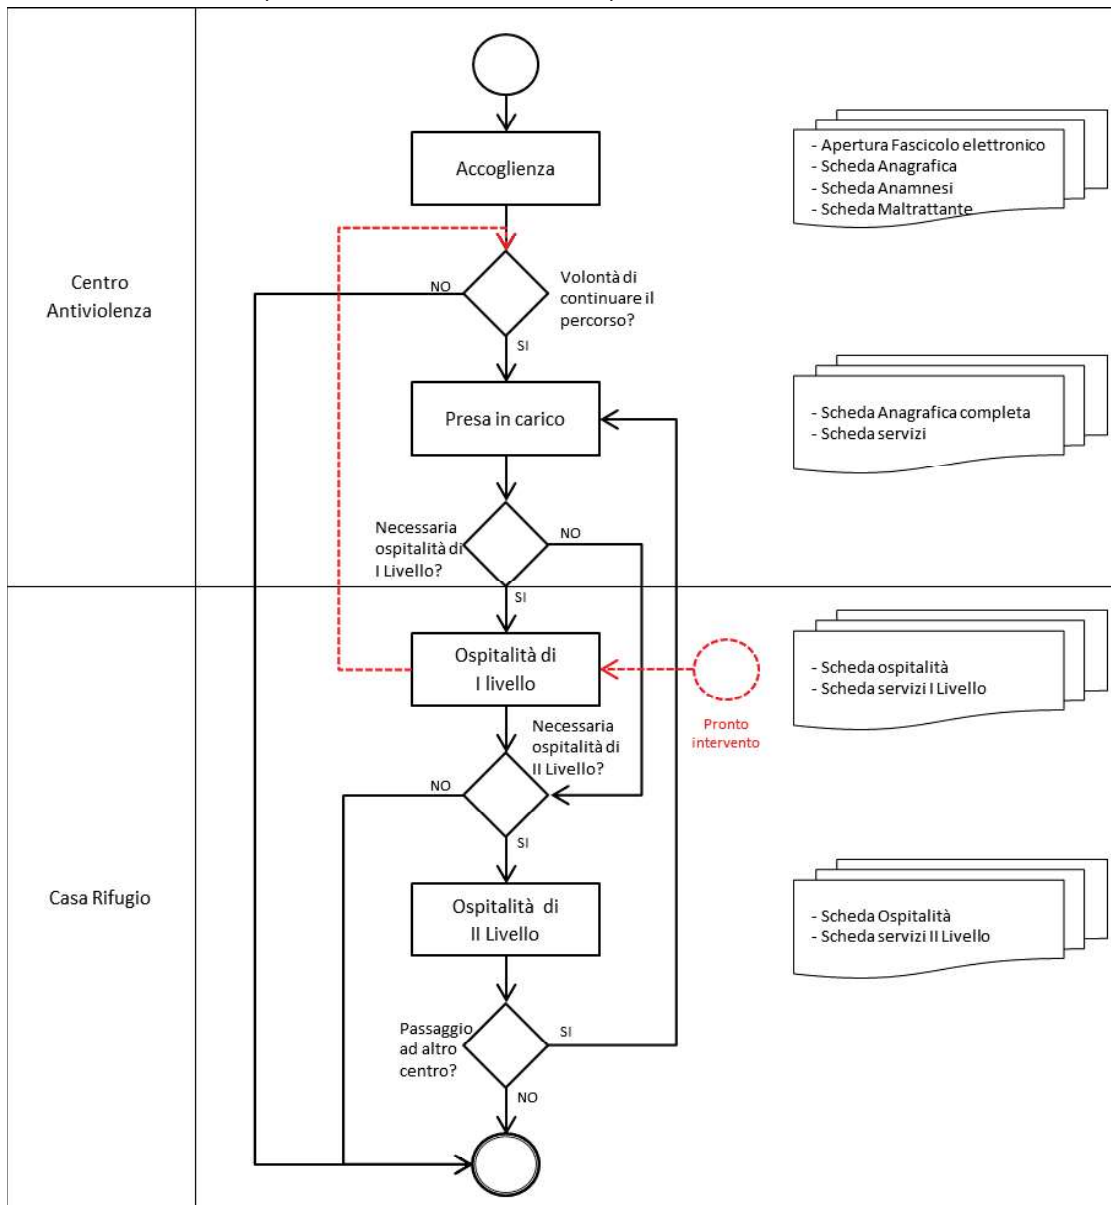 Accoglienza
- Apertura Fascicolo elettronico
- Scheda Anagrafica
- Scheda Anamnesi
- Scheda Maltrattante
Centro
Antiviolenza
NO
Volontà di
continuare il
percorso?
SI
Presa in carico
- Scheda Anagrafica completa
- Scheda servizi
Necessaria
ospitalità di
I Livello?
NO
SI
Ospitalità di
I livello
- Scheda ospitalità
- Scheda servizi I Livello
Pronto
intervento
Necessaria
ospitalità di
II Livello?
NO
SI
Casa Rifugio
Ospitalità di
II Livello
- Scheda Ospitalità
- Scheda servizi II Livello
Passaggio
ad altro
centro?
SI
NO